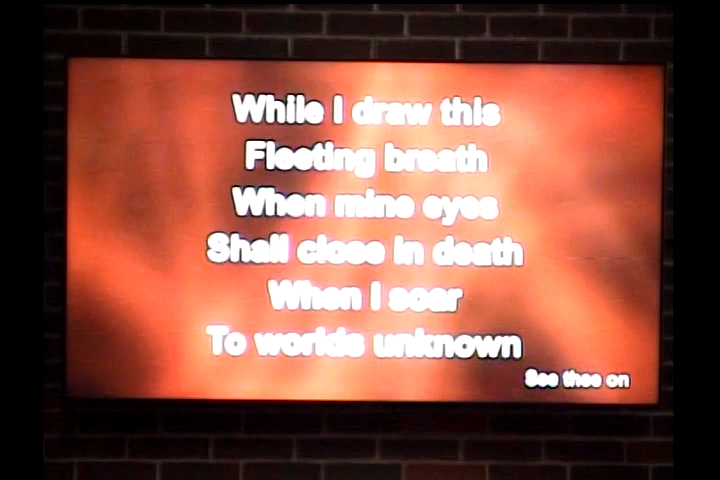 While I draw this
Fleeting breath
When mine eyes
Shall close in death
When I soar
To worlds unknown
See thee on